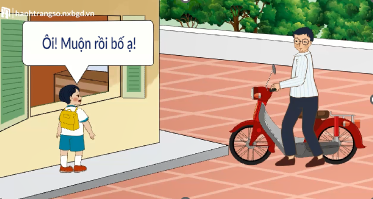 hanhtrangso.nxbgd.vn
Ôi! Muộn rồi bố ạ!